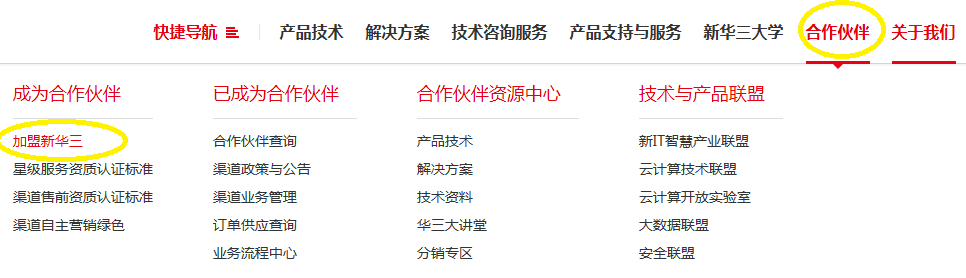 快捷导航 产品技术 解决方案 技术咨询服务 产品支持与服务 新华三大学 合作伙伴 关于我们
成为合作伙伴 已成为合作伙伴 合作伙伴资源中心 技术与产品联盟
加盟新华三 合作伙伴查询 产品技术 新IT智慧产业联盟
星级服务资质认证标准 渠道政策与公告 解决方案 云计算技术联盟
渠道售前资质认证标准 渠道业务管理 技术资料 云计算开放实验室
渠道自主营销绿色 订单供应查询 华三大讲堂 大数据联盟
业务流程中心 分销专区 安全联盟